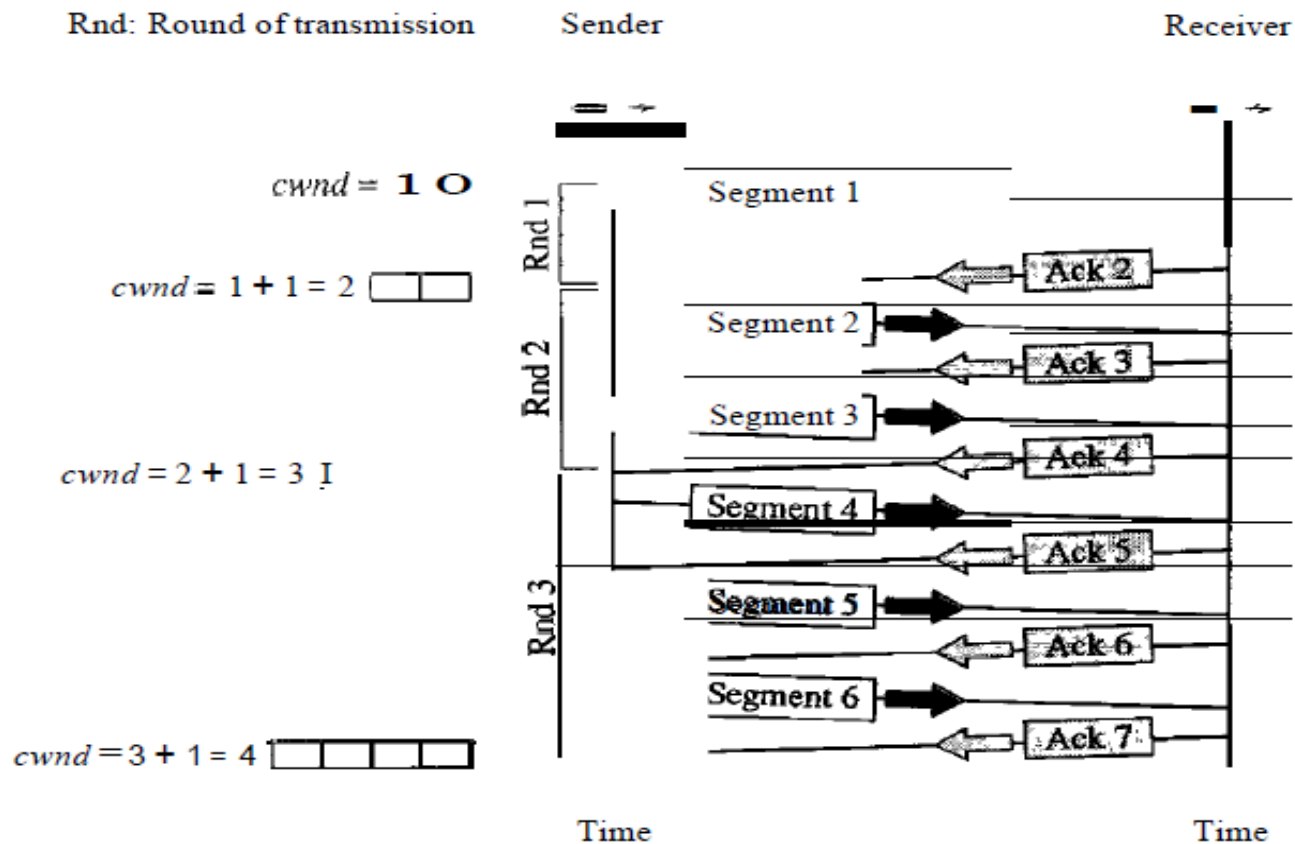 Rnd: Round of transmission Sender Receiver
cwnd = 1 0
Rnd 1
Segment 1
Ack 2
cwnd = 1 + 1 = 2
Rnd 2
Segment 2
Ack 3
Segment 3
Ack 4
cwnd = 2 + 1 = 3 I
Rnd 3
Segment 4
Ack 5
Segment 5
Ack 6
Segment 6
Ack 7
cwnd = 3 + 1 = 4
Time Time